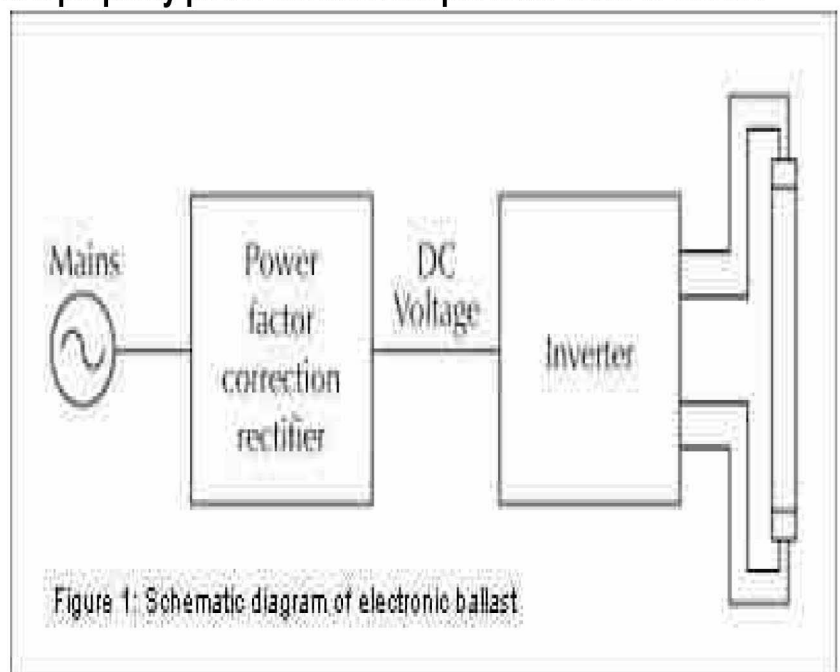 Mains
Power
factor
correction
rectifier
DC
Voltage
Inverter
Figure 1: Schematic diagram of electronic ballast